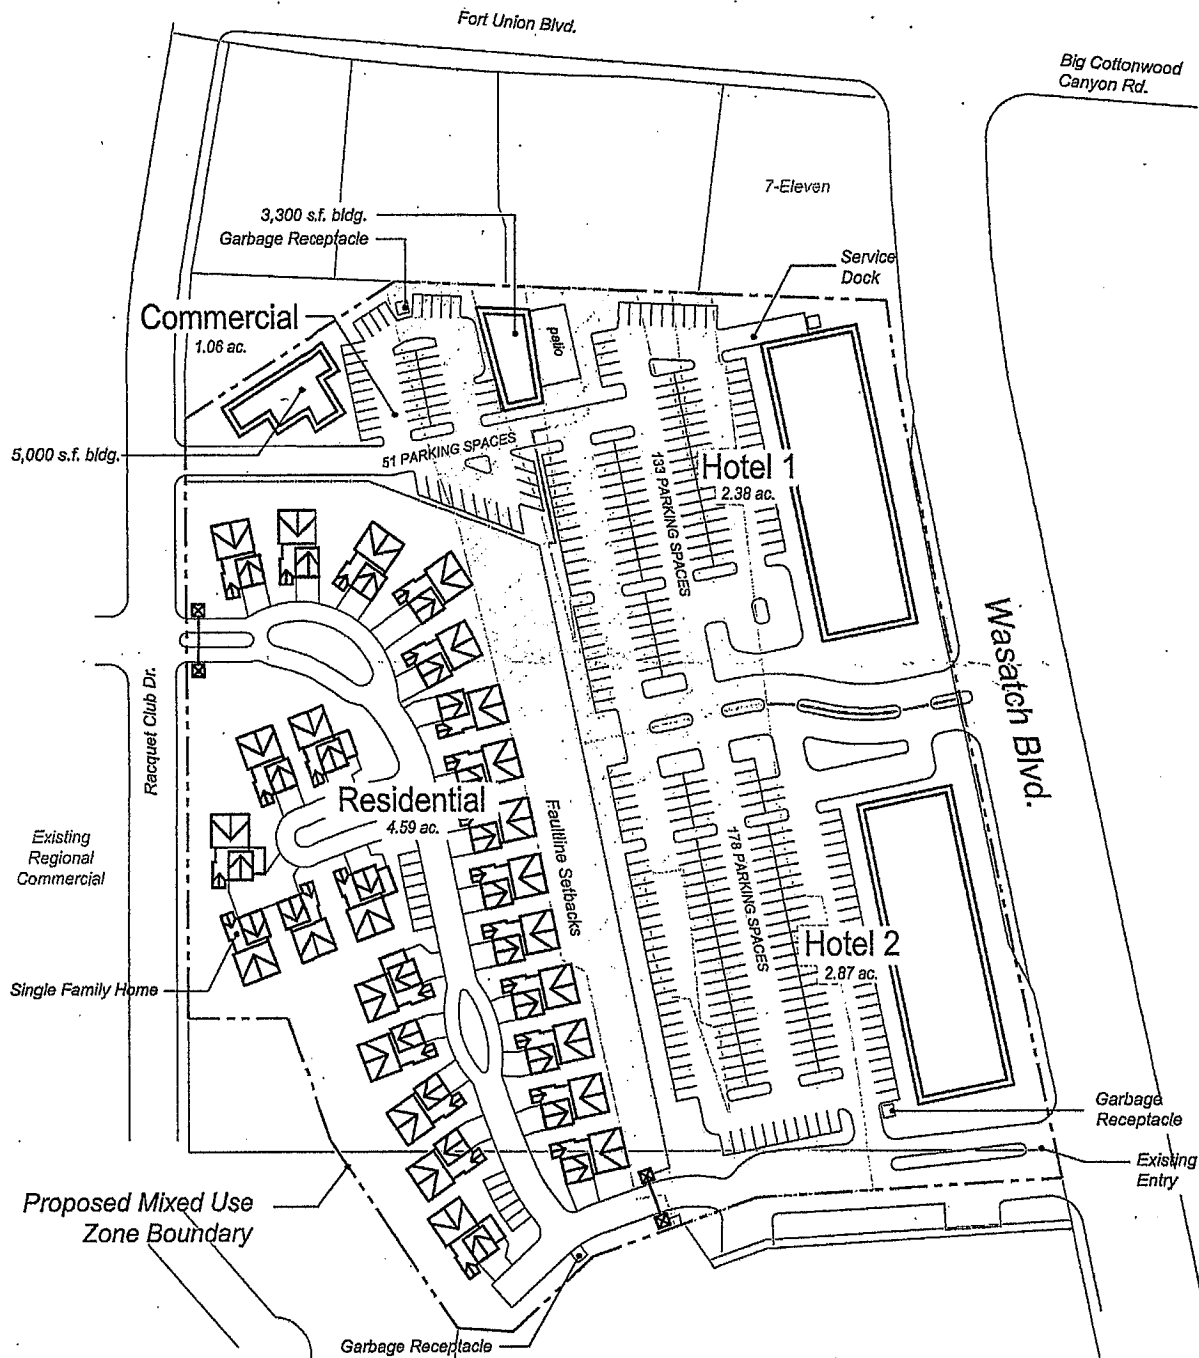 Fort Union Blvd.
Big Cottonwood
Canyon Rd.
7-Eleven
3,300 s.f. bldg.
Garbage Receptacle
Service
Dock
Commercial
1.06 ac.
patio
5,000 s.f. bldg.
51 PARKING SPACES
133 PARKING SPACES
Hotel 1
2.38 ac.
Wasatch Blvd.
Racquet Club Dr.
Residential
4.59 ac.
Faultline Setbacks
178 PARKING SPACES
Existing
Regional
Commercial
Hotel 2
2.87 ac.
Single Family Home
Garbage
Receptacle
Existing
Entry
Proposed Mixed Use
Zone Boundary
Garbage Receptacle